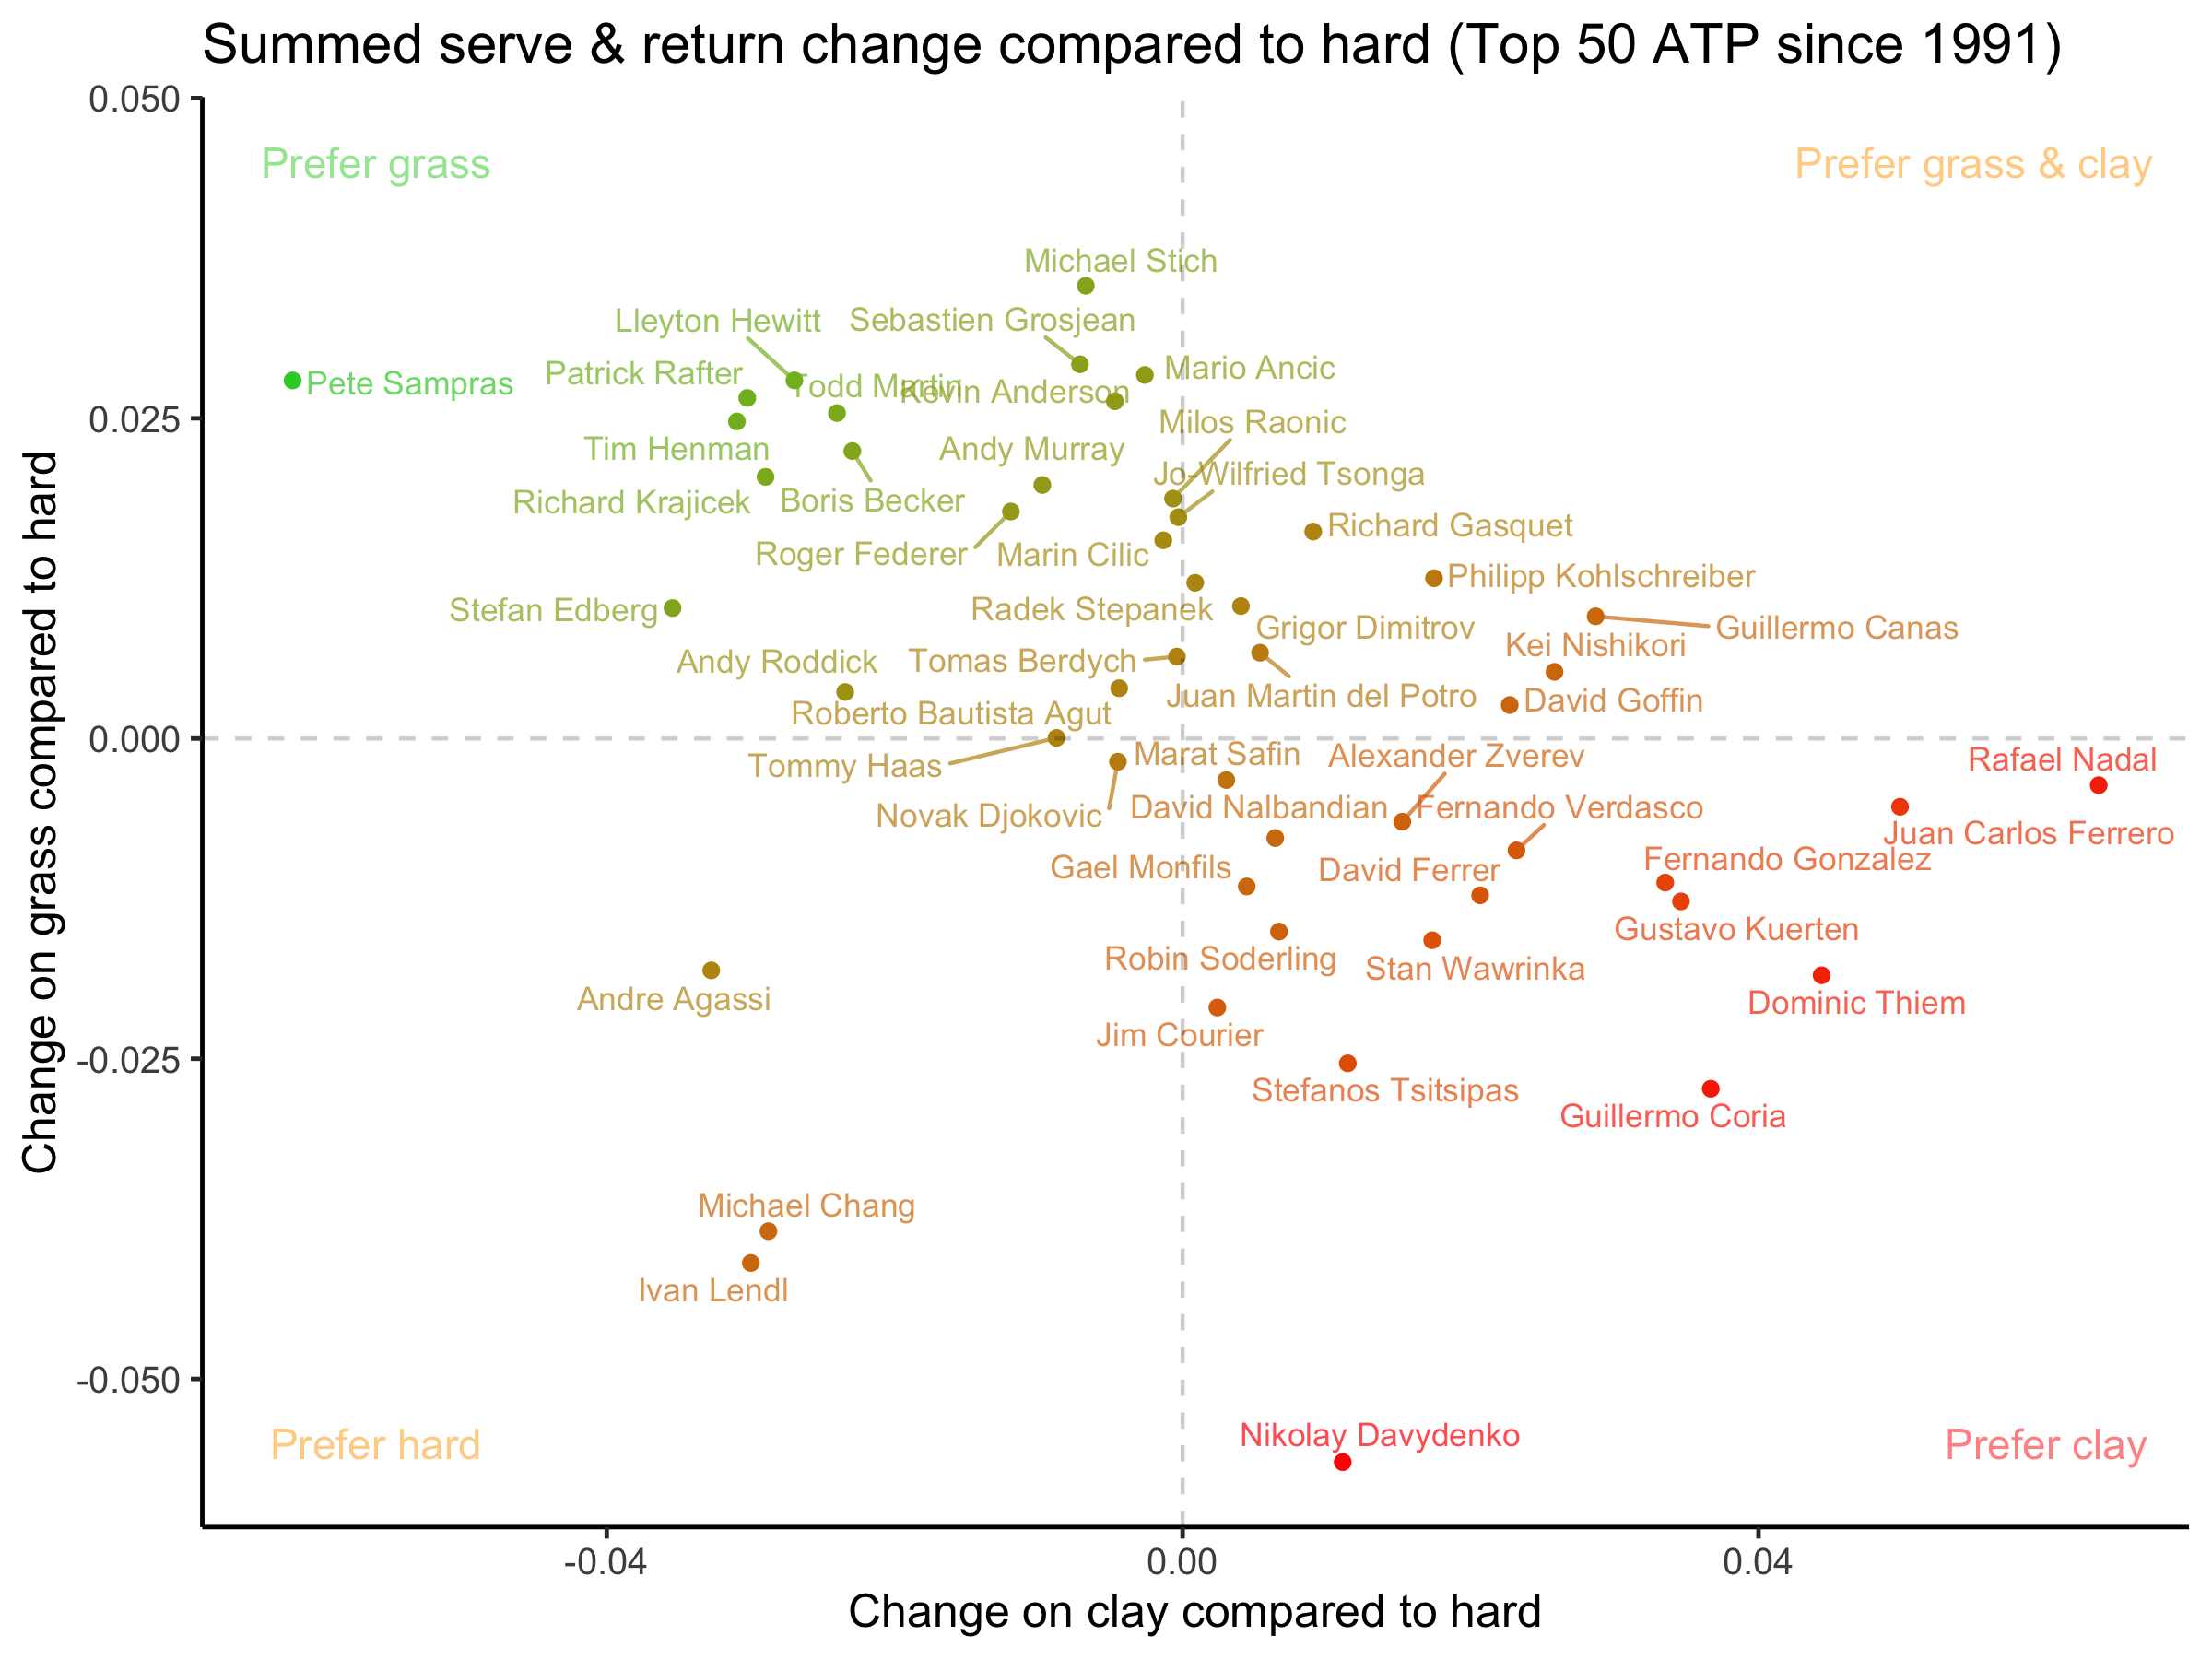 Summed serve & return change compared to hard (Top 50 ATP since 1991)
0.050
Prefer grass
Prefer grass & clay
Michael Stich
Lleyton Hewitt
Sebastien Grosjean
Mario Ancic
Patrick Rafter
Pete Sampras
Todd Martin
Kevin Anderson
0.025
Milos Raonic
Tim Henman
Andy Murray
Jo-Wilfried Tsonga
Richard Krajicek
Boris Becker
Richard Gasquet
Roger Federer
Marin Cilic
Philipp Kohlschreiber
Stefan Edberg
Radek Stepanek
Grigor Dimitrov
Guillermo Canas
Kei Nishikori
Andy Roddick
Tomas Berdych
Juan Martin del Potro
David Goffin
Roberto Bautista Agut
0.000
Tommy Haas
Marat Safin
Alexander Zverev
Rafael Nadal
Novak Djokovic
David Nalbandian
Fernando Verdasco
Juan Carlos Ferrero
Gael Monfils
David Ferrer
Fernando Gonzalez
Gustavo Kuerten
Robin Soderling
Stan Wawrinka
Andre Agassi
Dominic Thiem
Jim Courier
-0.025
Stefanos Tsitsipas
Guillermo Coria
Michael Chang
Ivan Lendl
-0.050
Nikolay Davydenko
Prefer hard
Prefer clay
-0.04
0.00
0.04
Change on clay compared to hard
Change on grass compared to hard